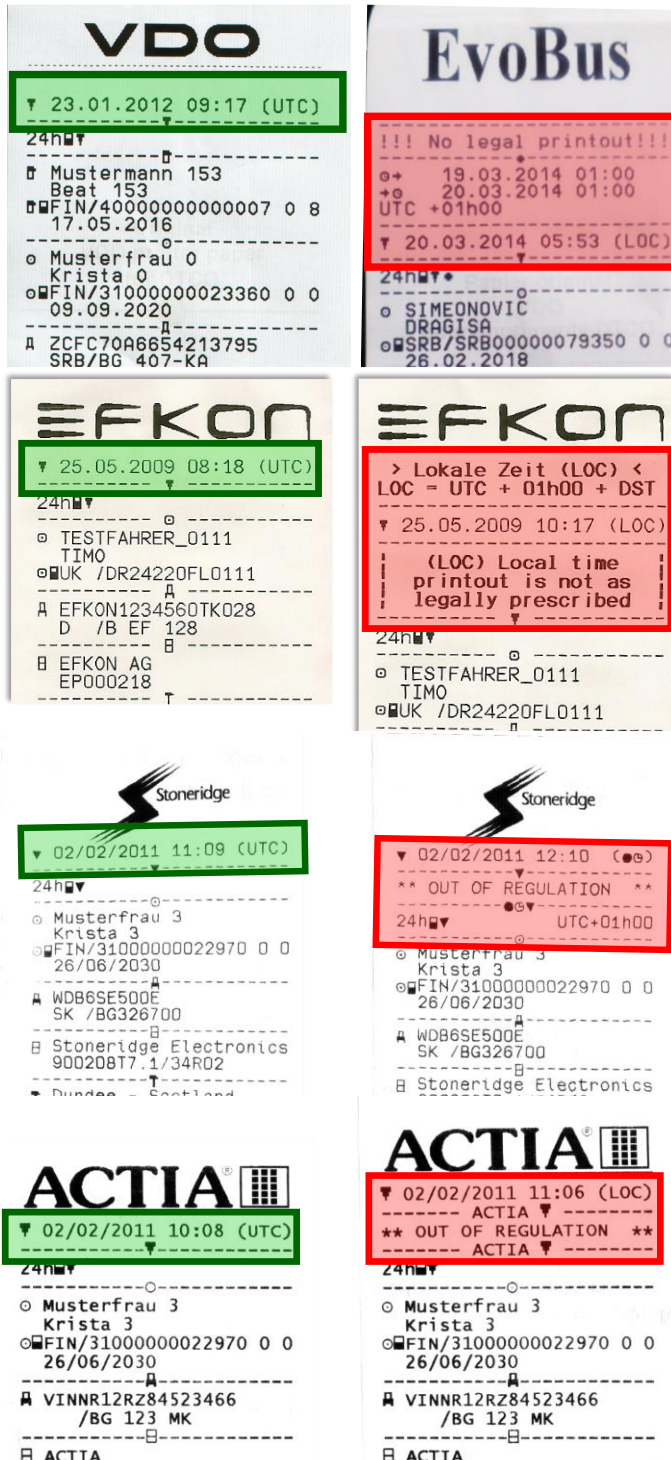 VDO
▼ 23.01.2012 09:17 (UTC)
24h▼
Mustermann 153
Beat 153
FIN/40000000000007 0 8
17.05.2016
Musterfrau 0
Krista 0
FIN/31000000023360 0 0
09.09.2020
ZCFC70A6654213795
SRB/BG 407-KA
EvoBus
!!! No legal printout!!!
19.03.2014 01:00
20.03.2014 01:00
UTC +01h00
▼ 20.03.2014 05:53 (LOC)
24h▼
SIMEONOVIC
DRAGISA
SRB/SRB00000079350 0 0
26.02.2018
EFKON
▼ 25.05.2009 08:18 (UTC)
24h▼
TESTFAHRER_0111
TIMO
UK /DR24220FL0111
EFKON1234560TK028
D /B EF 128
EFKON AG
EP000218
EFKON
> Lokale Zeit (LOC) <
LOC = UTC + 01h00 + DST
▼ 25.05.2009 10:17 (LOC)
(LOC) Local time
printout is not as
legally prescribed
24h▼
TESTFAHRER_0111
TIMO
UK /DR24220FL0111
Stoneridge
▼ 02/02/2011 11:09 (UTC)
24h▼
Musterfrau 3
Krista 3
FIN/31000000022970 0 0
26/06/2030
WDB6SE500E
SK /BG326700
Stoneridge Electronics
900208T7.1/34R02
Dundee - Scotland
Stoneridge
▼ 02/02/2011 12:10
** OUT OF REGULATION **
24h▼ UTC+01h00
Musterfrau 3
Krista 3
FIN/31000000022970 0 0
26/06/2030
WDB6SE500E
SK /BG326700
Stoneridge Electronics
ACTIA®
▼ 02/02/2011 10:08 (UTC)
24h▼
Musterfrau 3
Krista 3
FIN/31000000022970 0 0
26/06/2030
VINNR12RZ84523466
/BG 123 MK
ACTIA
ACTIA®
▼ 02/02/2011 11:06 (LOC)
ACTIA ▼
** OUT OF REGULATION **
ACTIA ▼
24h▼
Musterfrau 3
Krista 3
FIN/31000000022970 0 0
26/06/2030
VINNR12RZ84523466
/BG 123 MK
ACTIA